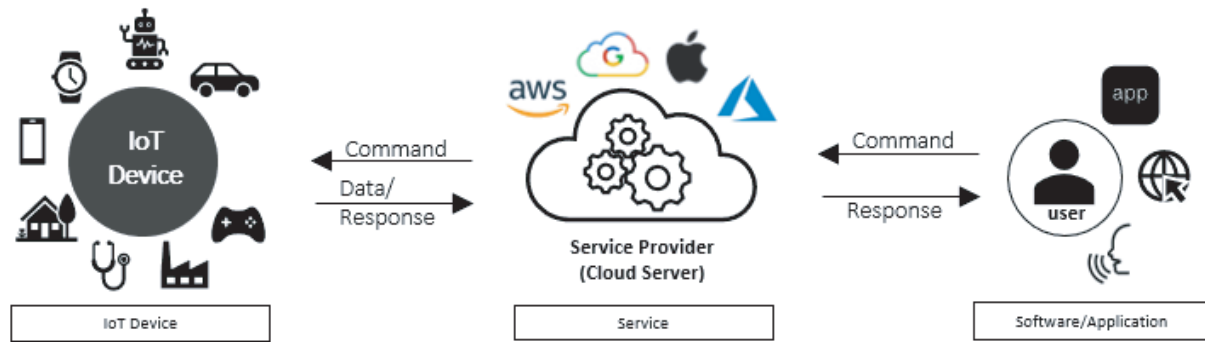 IoT
Device
Command
Data/
Response
aws
G
Service Provider
(Cloud Server)
Command
Response
app
user
IoT Device
Service
Software/Application